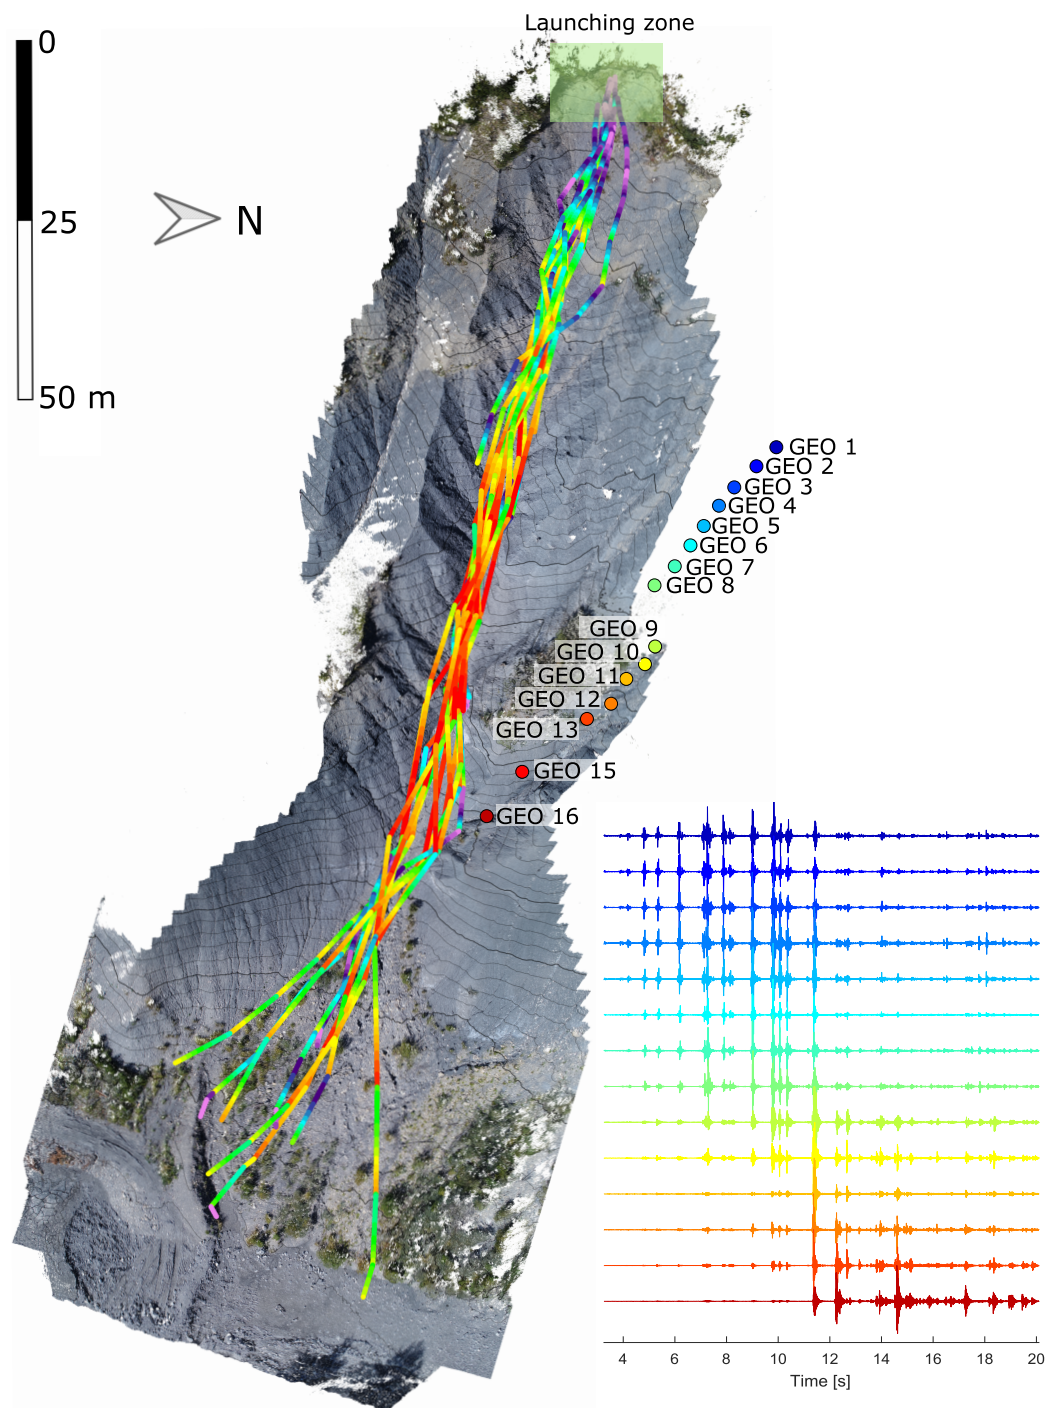 Launching zone
0
25
50 m
N
GEO 1
GEO 2
GEO 3
GEO 4
GEO 5
GEO 6
GEO 7
GEO 8
GEO 9
GEO 10
GEO 11
GEO 12
GEO 13
GEO 15
GEO 16
4 6 8 10 12 14 16 18 20
Time [s]